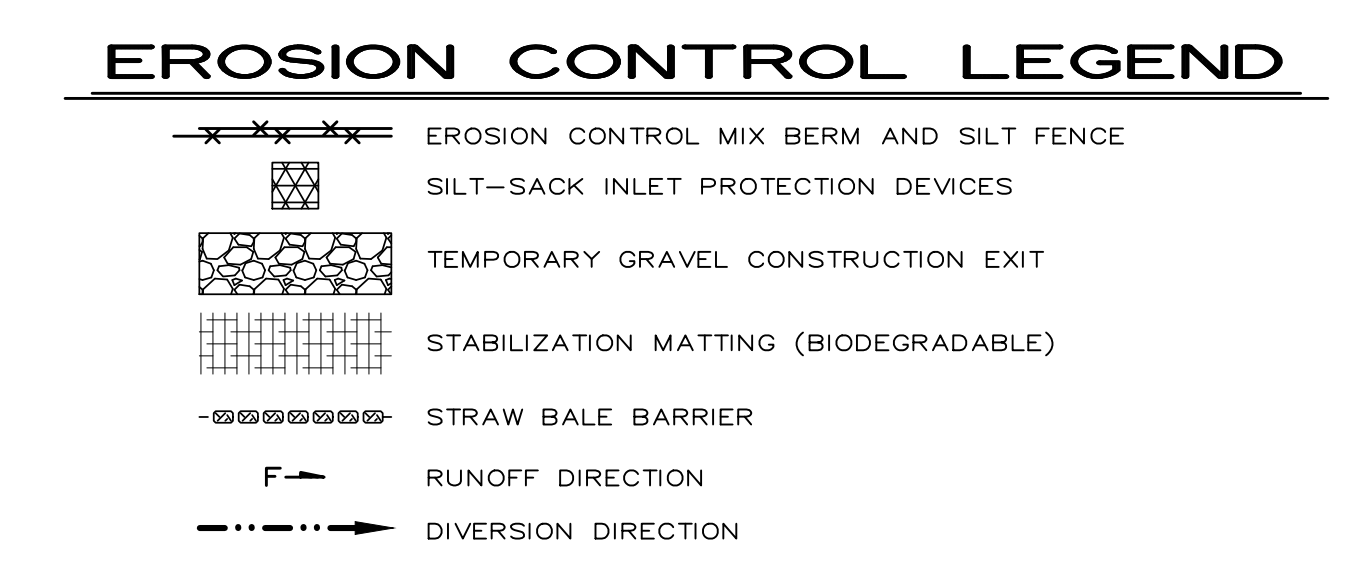 EROSION CONTROL LEGEND
EROSION CONTROL MIX BERM AND SILT FENCE
SILT-SACK INLET PROTECTION DEVICES
TEMPORARY GRAVEL CONSTRUCTION EXIT
STABILIZATION MATTING (BIODEGRADABLE)
STRAW BALE BARRIER
F RUNOFF DIRECTION
DIVERSION DIRECTION